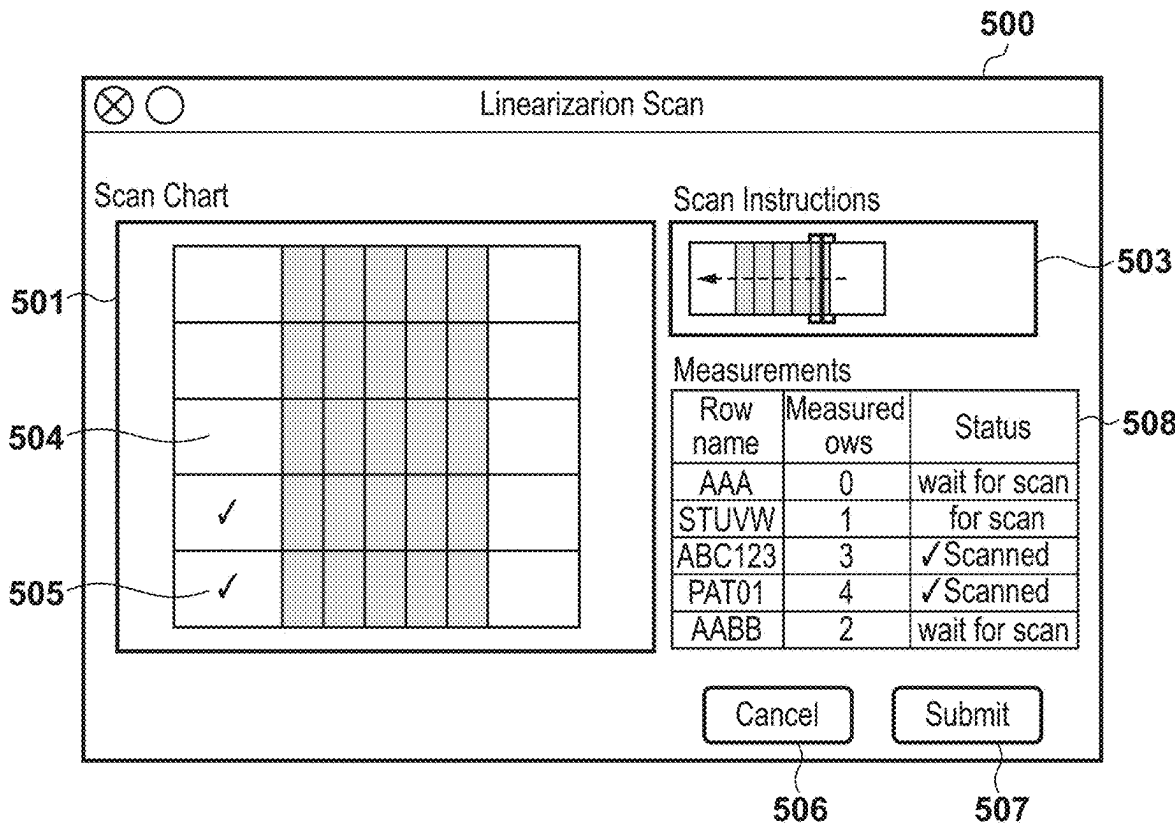 500
Linearizarion Scan
Scan Chart
Scan Instructions
501
503
Measurements
Row name
Measured ows
Status
508
504
AAA 0 wait for scan
STUVW 1 for scan
ABC123 3 ✓Scanned
✓
PAT01 4 ✓Scanned
505
✓
AABB 2 wait for scan
Cancel
Submit
506
507